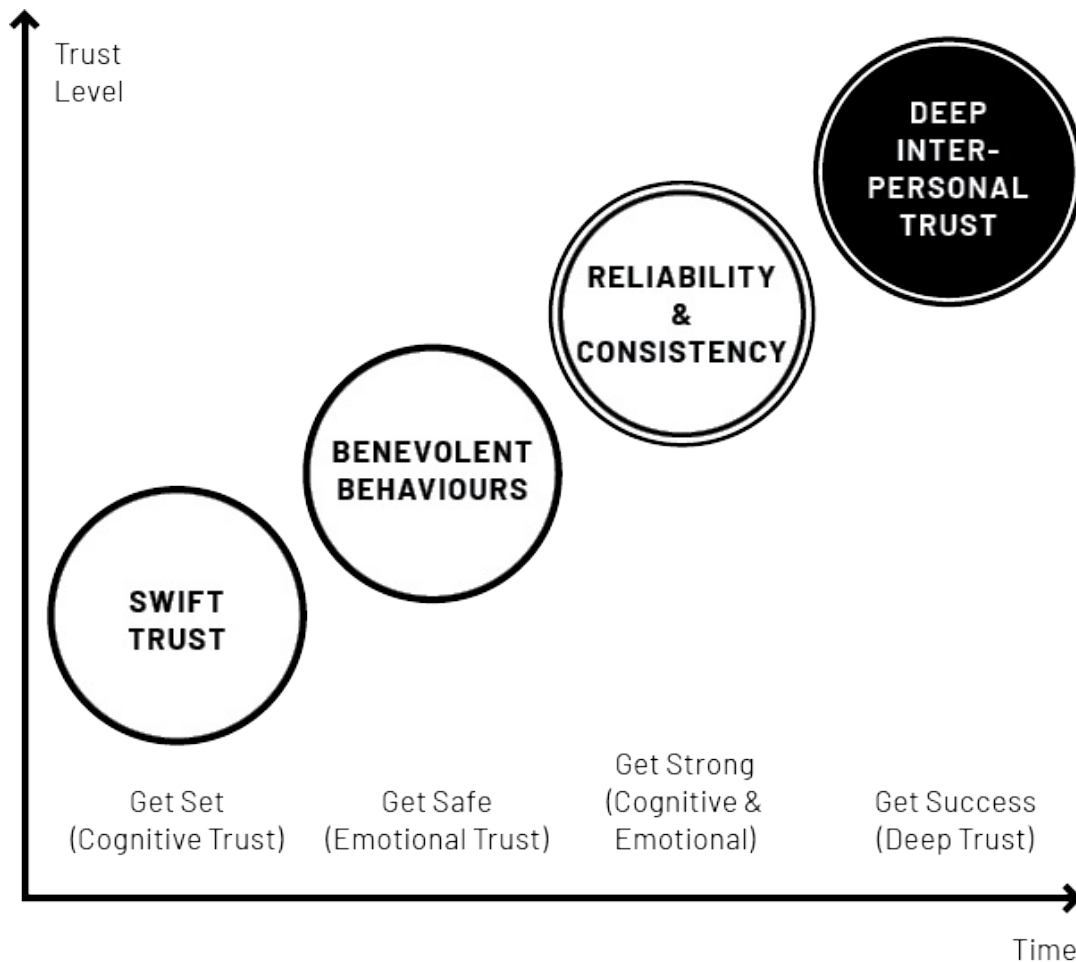 Trust
Level
DEEP
INTER-
PERSONAL
TRUST
RELIABILITY
&
CONSISTENCY
BENEVOLENT
BEHAVIOURS
SWIFT
TRUST
Get Set
(Cognitive Trust)
Get Safe
(Emotional Trust)
Get Strong
(Cognitive &
Emotional)
Get Success
(Deep Trust)
Time